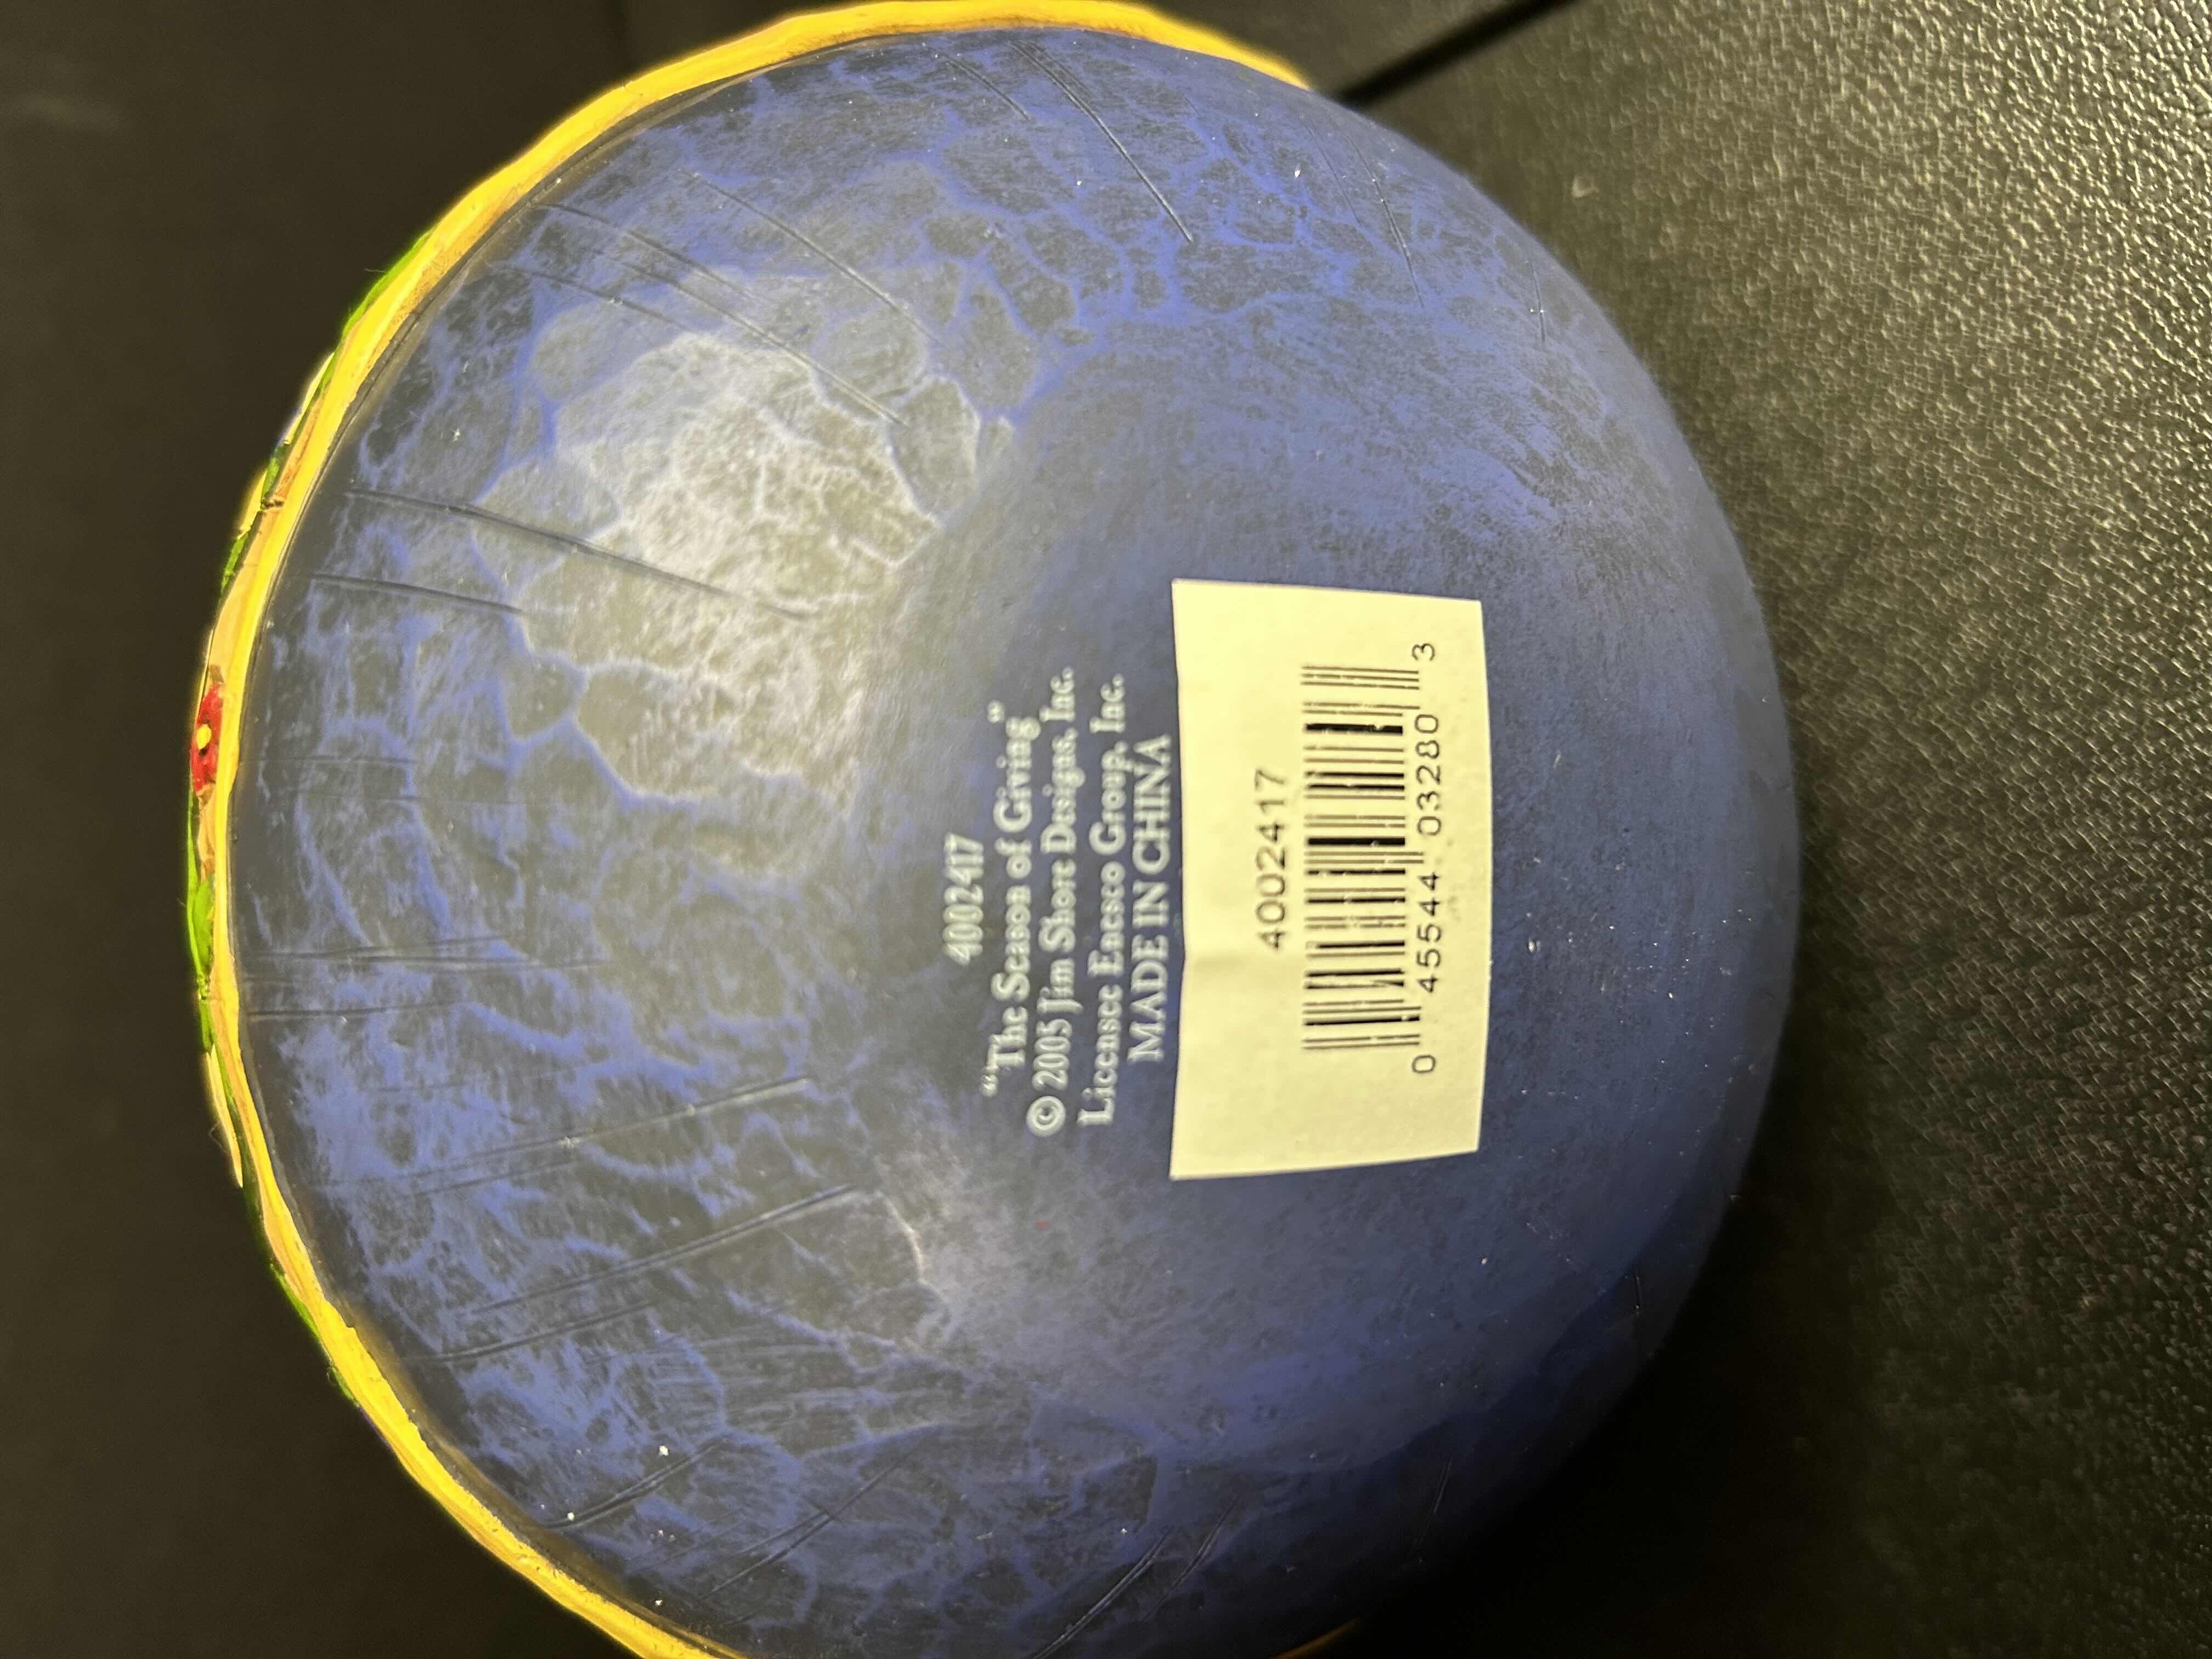 4002417
“The Season of Giving”
© 2005 Jim Shore Designs, Inc.
Licensee Enesco Group, Inc.
MADE IN CHINA
4002417
0 45544 03280 3